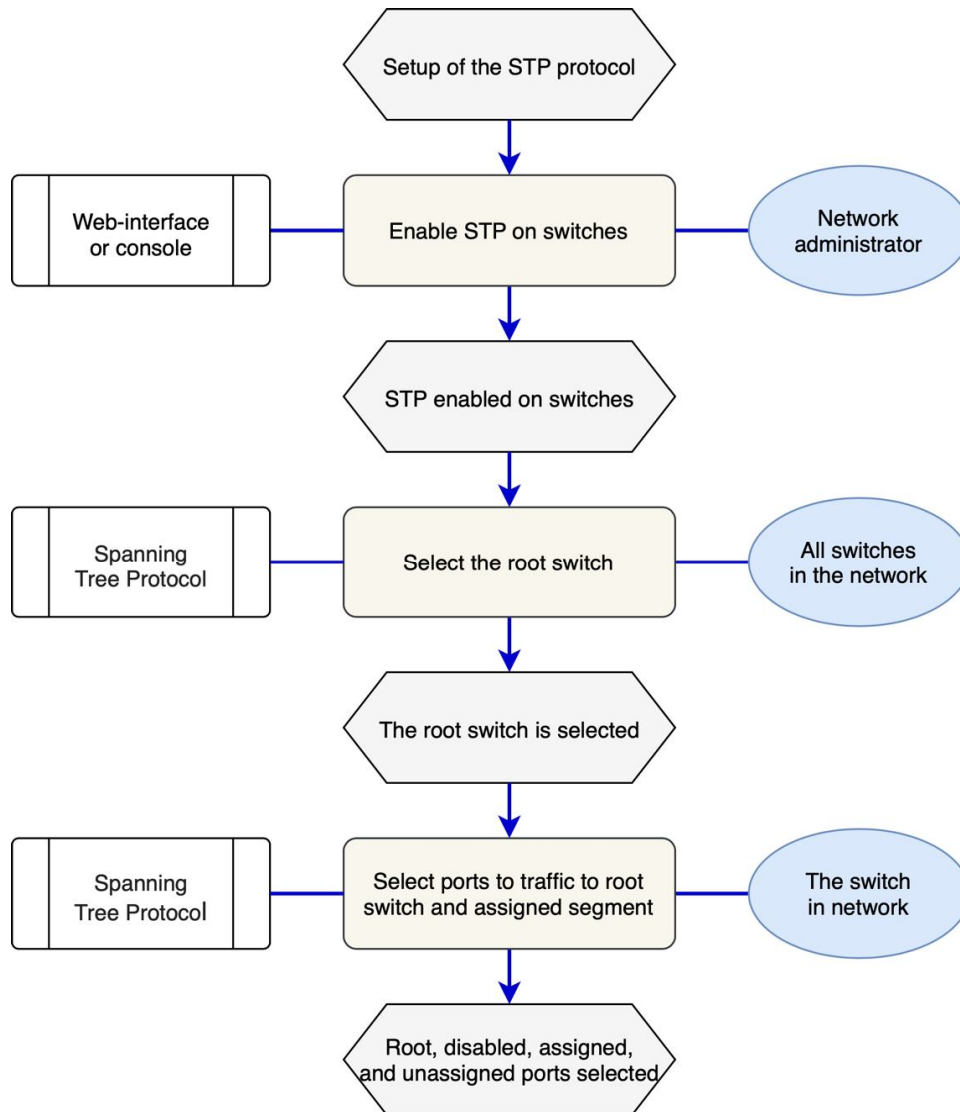 Setup of the STP protocol
Web-interface
or console
Enable STP on switches
Network
administrator
STP enabled on switches
Spanning
Tree Protocol
Select the root switch
All switches
in the network
The root switch is selected
Spanning
Tree Protocol
Select ports to traffic to root
switch and assigned segment
The switch
in network
Root, disabled, assigned,
and unassigned ports selected